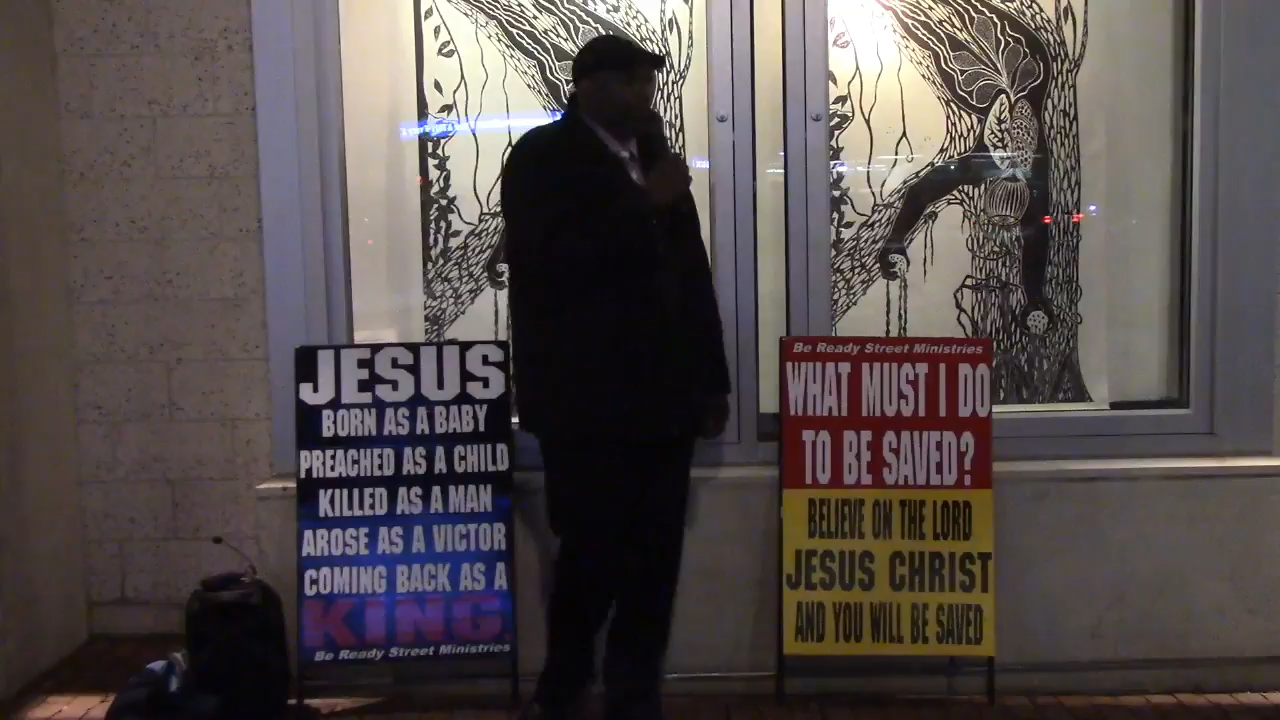 JESUS
BORN AS A BABY
PREACHED AS A CHILD
KILLED AS A MAN
AROSE AS A VICTOR
COMING BACK AS A
KING.
Be Ready Street Ministries
Be Ready Street Ministries
WHAT MUST I DO
TO BE SAVED?
BELIEVE ON THE LORD
JESUS CHRIST
AND YOU WILL BE SAVED